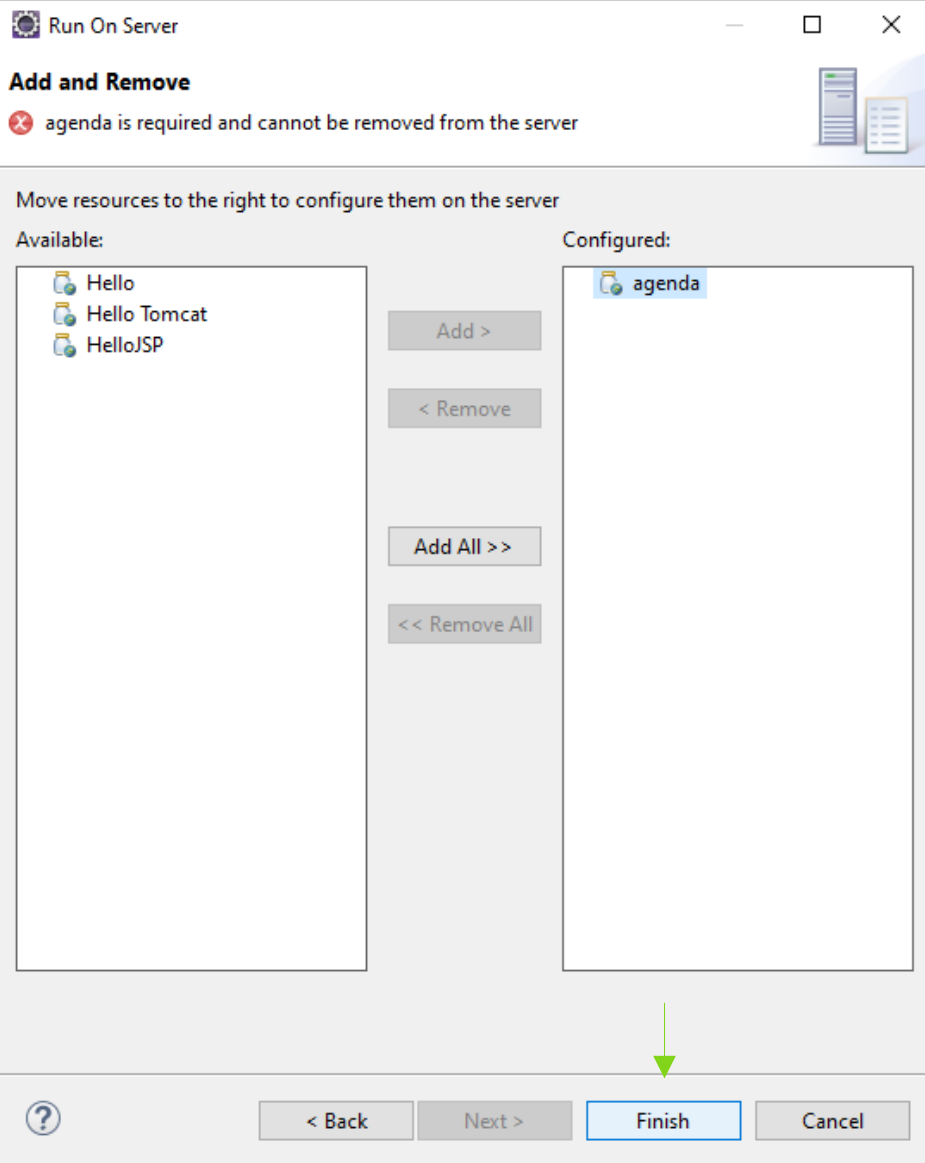 Run On Server
Add and Remove
agenda is required and cannot be removed from the server
Move resources to the right to configure them on the server
Available:
Configured:
Hello
Hello Tomcat
HelloJSP
Add >
< Remove
Add All >>
<< Remove All
agenda
?
< Back
Next >
Finish
Cancel